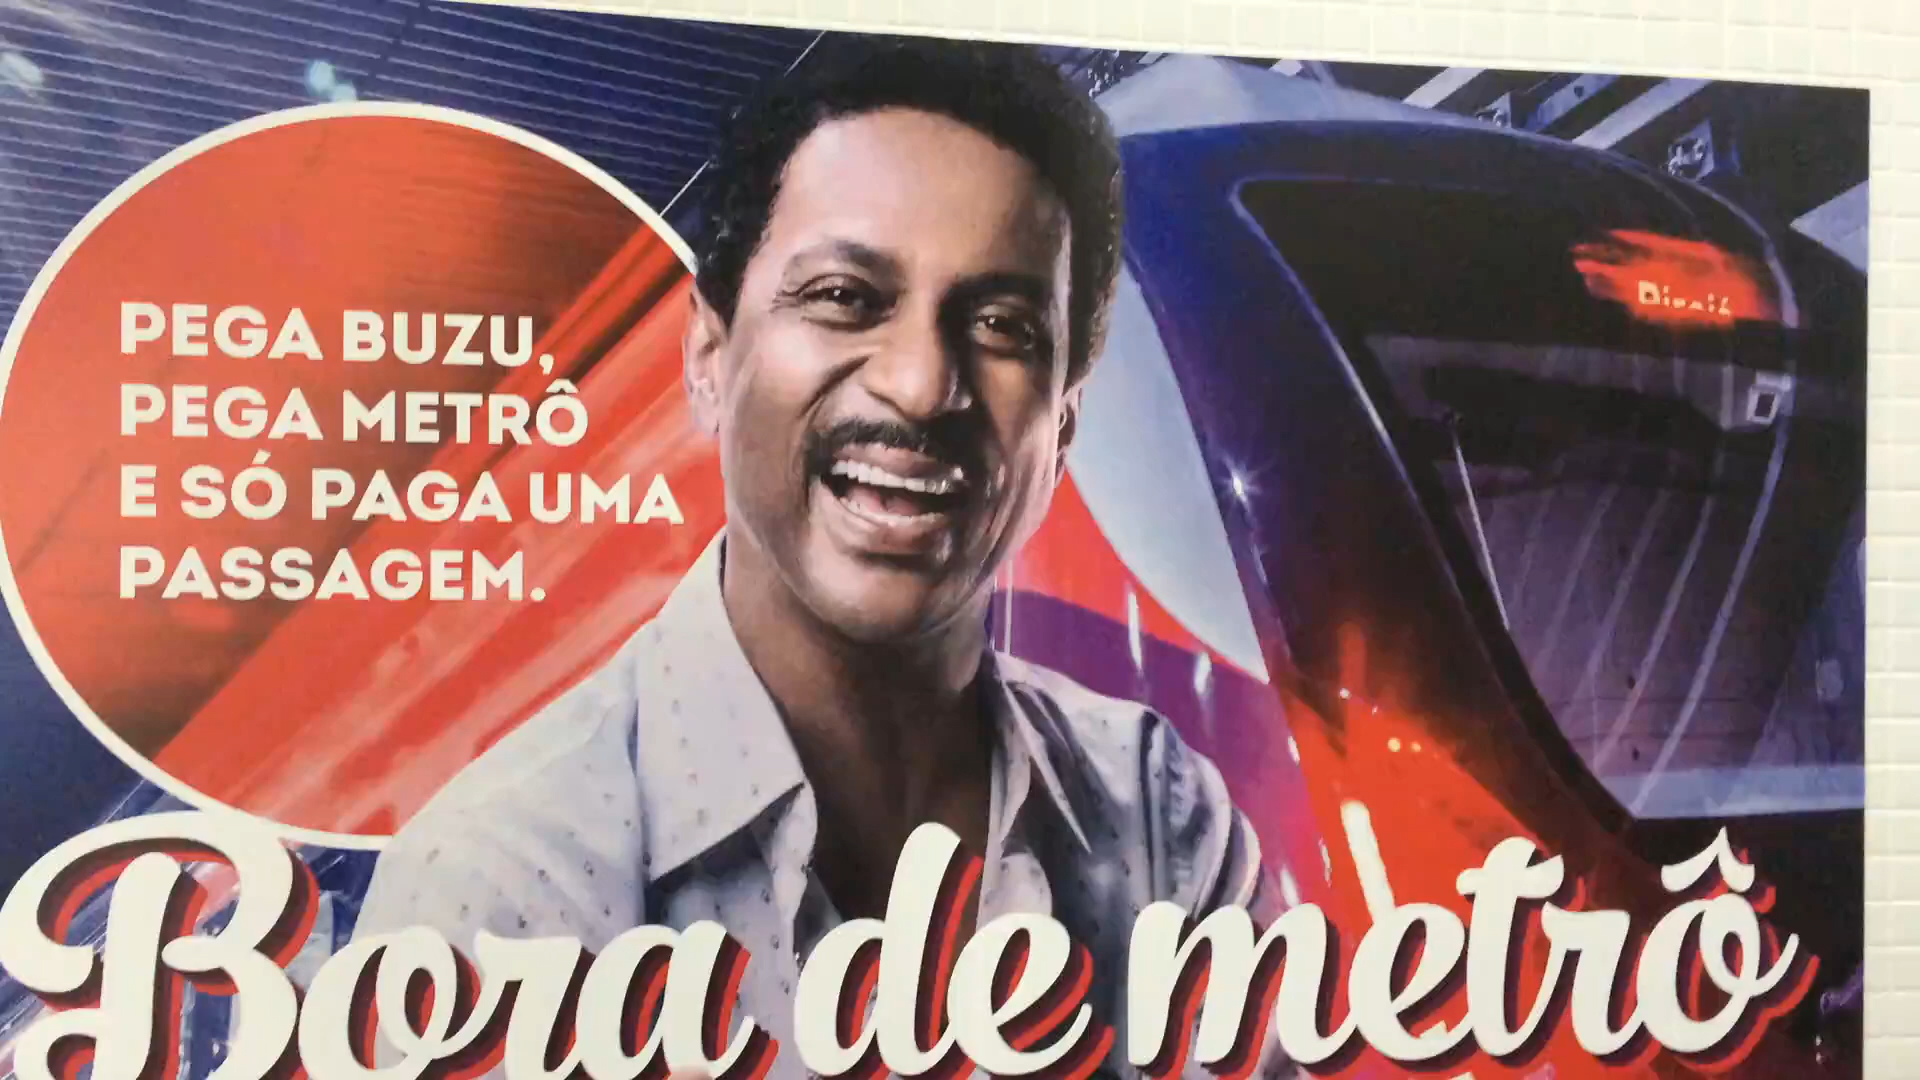 PEGA BUZU,
PEGA METRÔ
E SÓ PAGA UMA
PASSAGEM.
Bora de metrô